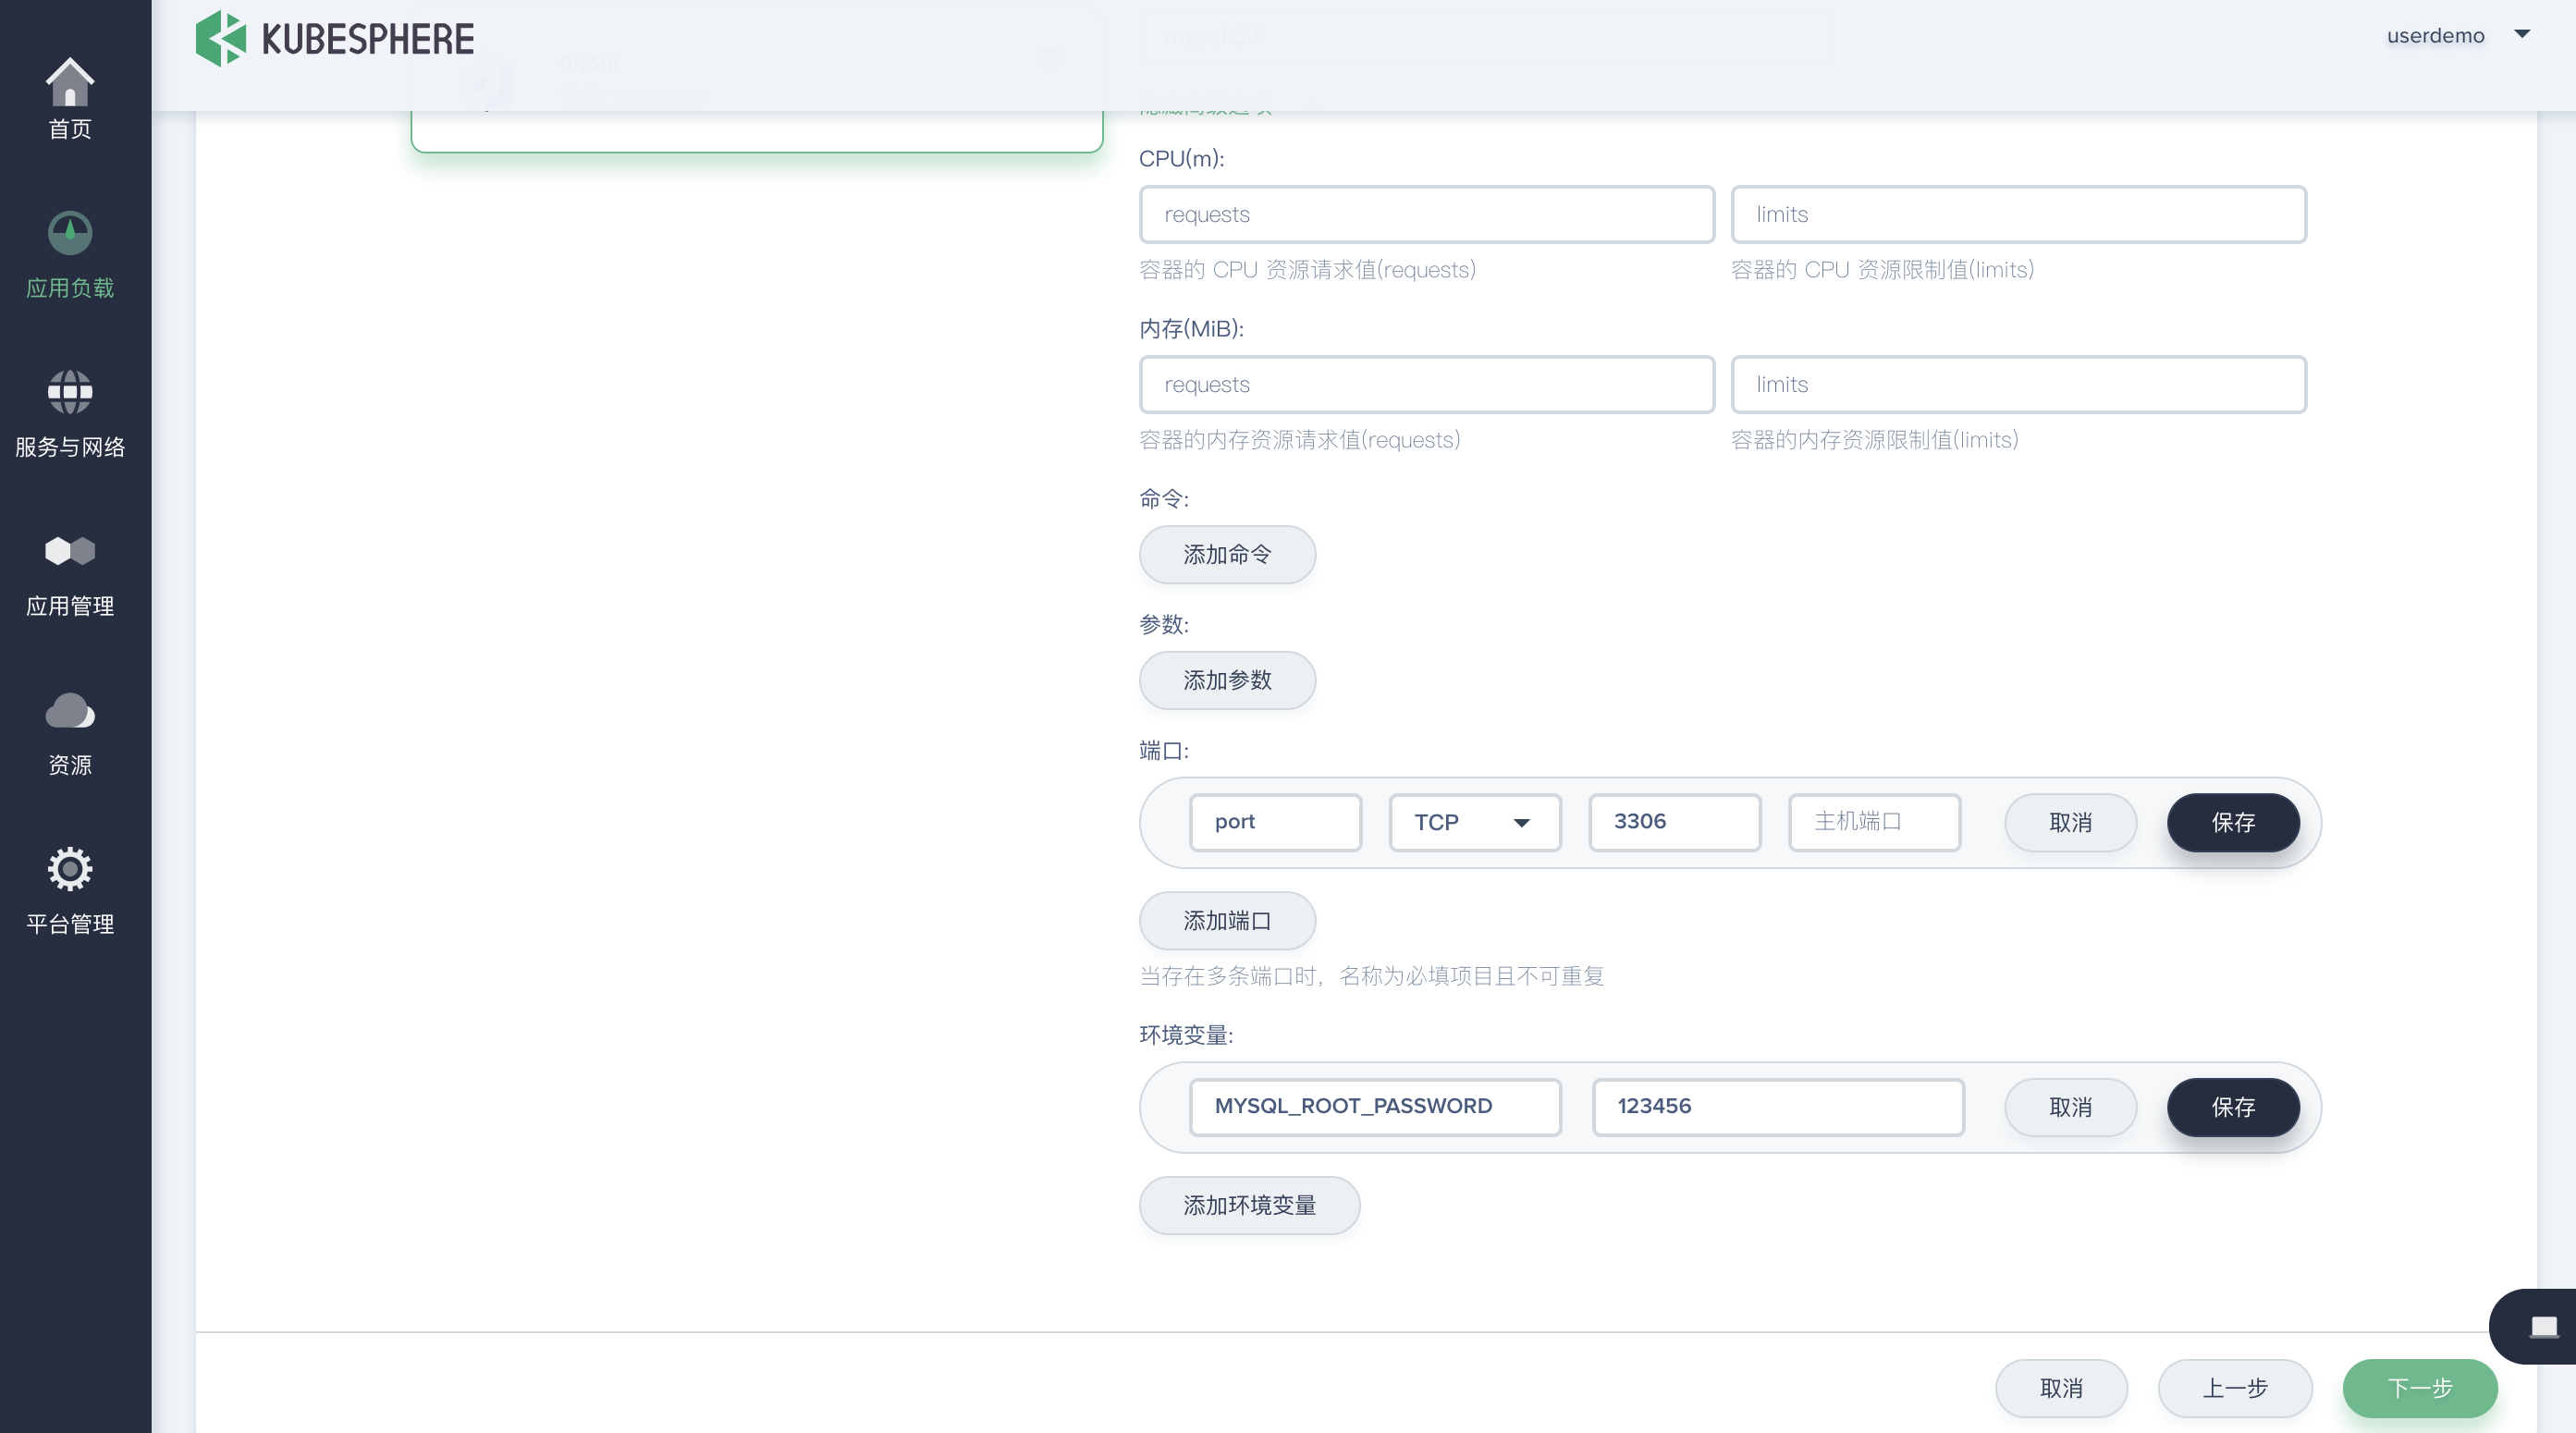 KUBESPHERE
userdemo
首页
应用负载
服务与网络
应用管理
资源
平台管理
CPU(m):
requests
limits
容器的 CPU 资源请求值(requests)
容器的 CPU 资源限制值(limits)
内存(MiB):
requests
limits
容器的内存资源请求值(requests)
容器的内存资源限制值(limits)
命令:
添加命令
参数:
添加参数
端口:
port
TCP
3306
主机端口
取消
保存
添加端口
当存在多条端口时，名称为必填项目且不可重复
环境变量:
MYSQL_ROOT_PASSWORD
123456
取消
保存
添加环境变量
取消
上一步
下一步